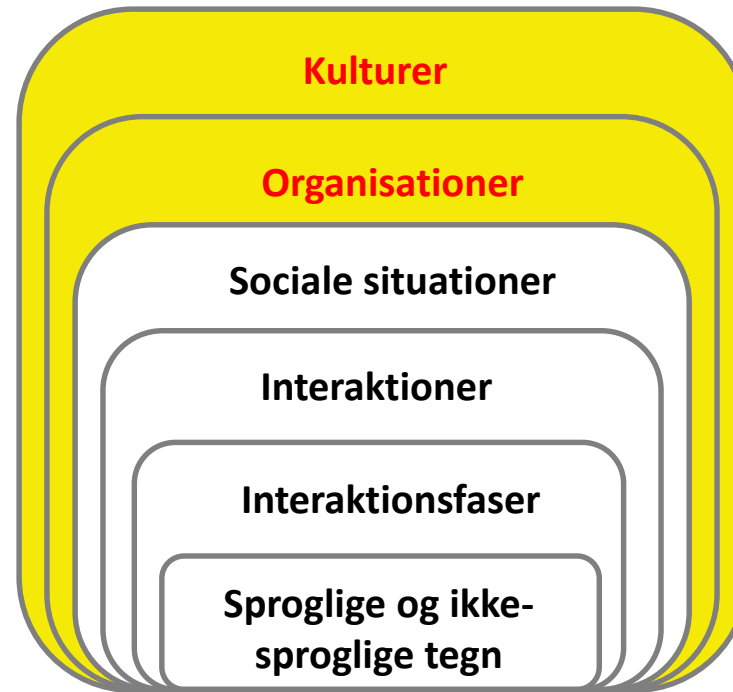 Kulturer
Organisationer
Sociale situationer
Interaktioner
Interaktionsfaser
Sproglige og ikke-
sproglige tegn